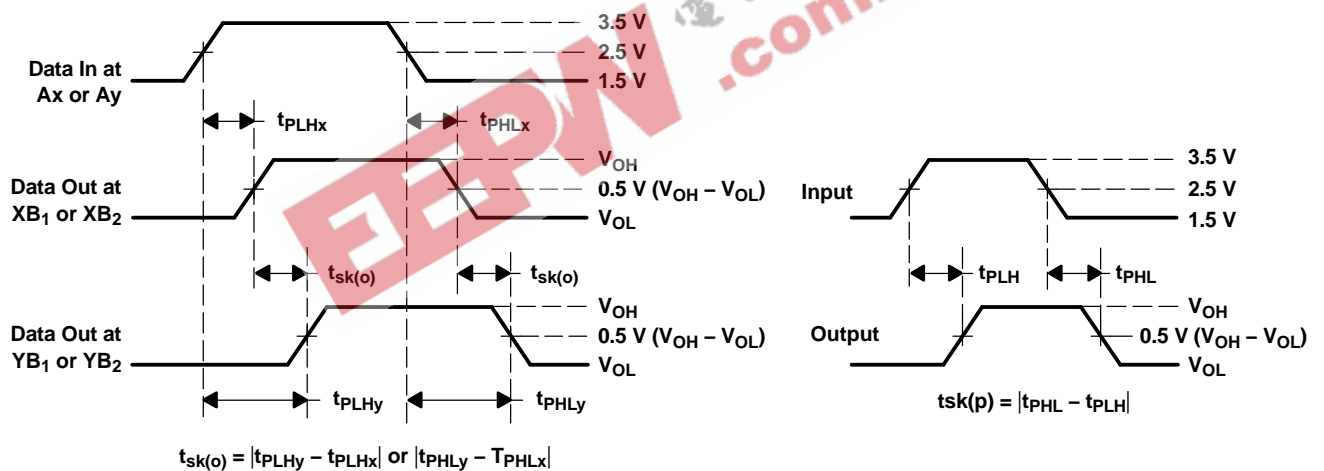 3.5 V
2.5 V
Data In at
Ax or Ay
1.5 V
tPLHx
tPHLx
VOH
Data Out at
XB1 or XB2
0.5 V (VOH – VOL)
VOL
tsk(o)
tsk(o)
VOH
Data Out at
YB1 or YB2
0.5 V (VOH – VOL)
VOL
tPLHy
tPHLy
tsk(o) = |tPLHy – tPLHx| or |tPHLy – TPHLx|
3.5 V
Input
2.5 V
1.5 V
tPLH
tPHL
VOH
Output
0.5 V (VOH – VOL)
VOL
tsk(p) = |tPHL – tPLH|
EEPW
.com